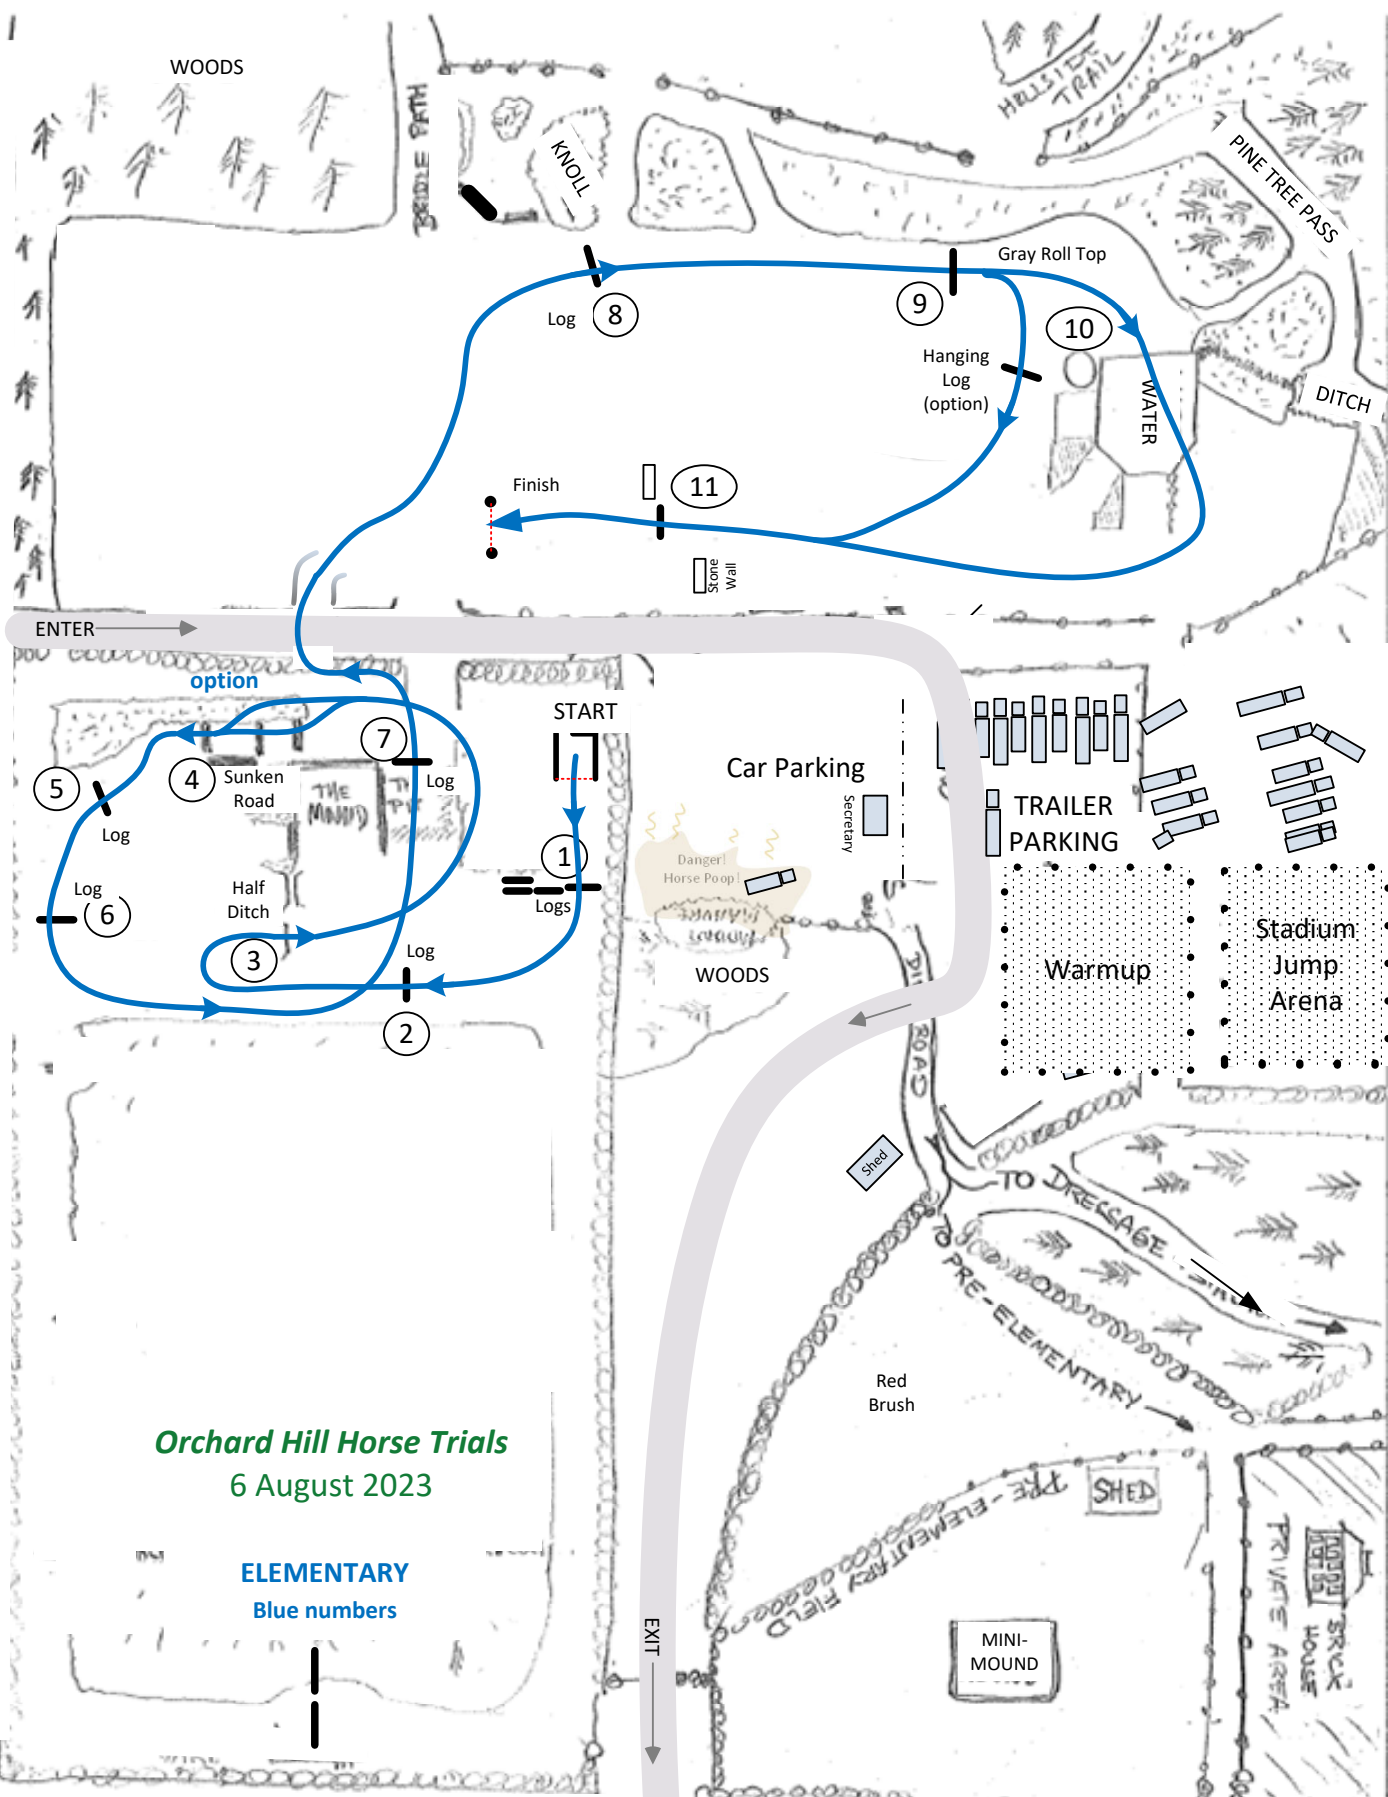 WOODS
BRIDLE PATH
KNOLL
HILLSIDE
TRAIL
PINE TREE PASS
Gray Roll Top
Log
8
9
10
Hanging
Log
(option)
WATER
DITCH
Finish
11
Stone
Wall
ENTER
option
START
7
Log
4
Sunken
Road
5
Log
THE
MOUND
Car Parking
Secretary
TRAILER
PARKING
Danger!
Horse Poop!
1
Logs
Log
6
Half
Ditch
3
Log
2
MANURE
WOODS
Warmup
Stadium
Jump
Arena
ROAD
Shed
TO DRESSAGE
TO PRE-ELEMENTARY
Red
Brush
Orchard Hill Horse Trials
6 August 2023
ELEMENTARY
Blue numbers
PRE-ELEMENTARY FIELD
SHED
EXIT
MINI-
MOUND
PRIVATE AREA
BRICK
HOUSE